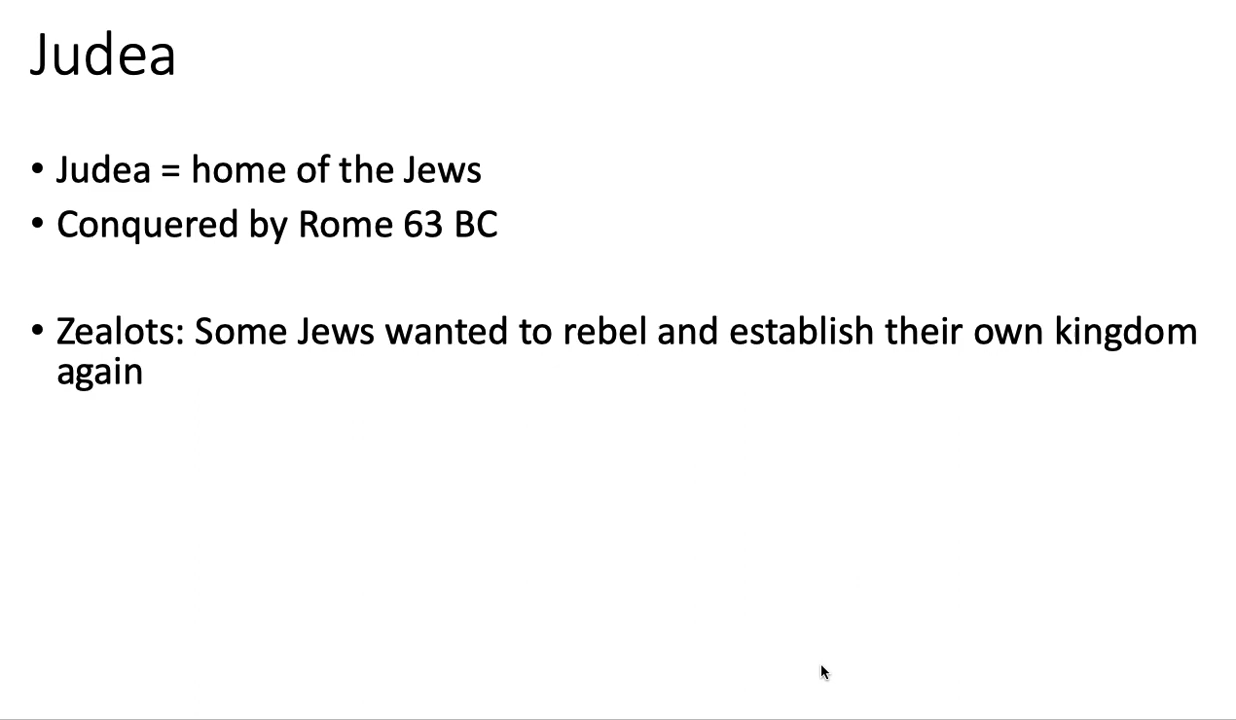 Judea
• Judea = home of the Jews
• Conquered by Rome 63 BC
• Zealots: Some Jews wanted to rebel and establish their own kingdom
again